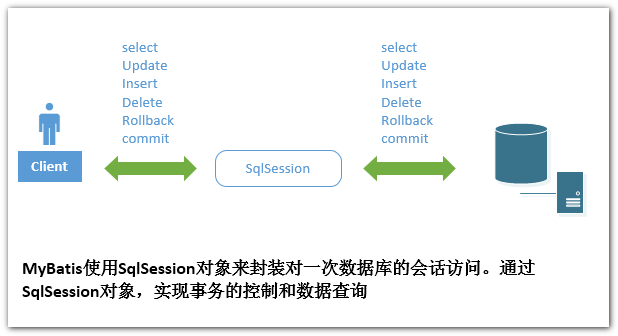 select
Update
Insert
Delete
Rollback
commit
select
Update
Insert
Delete
Rollback
commit
Client
SqlSession
MyBatis使用SqlSession对象来封装对一次数据库的会话访问。通过
SqlSession对象，实现事务的控制和数据查询